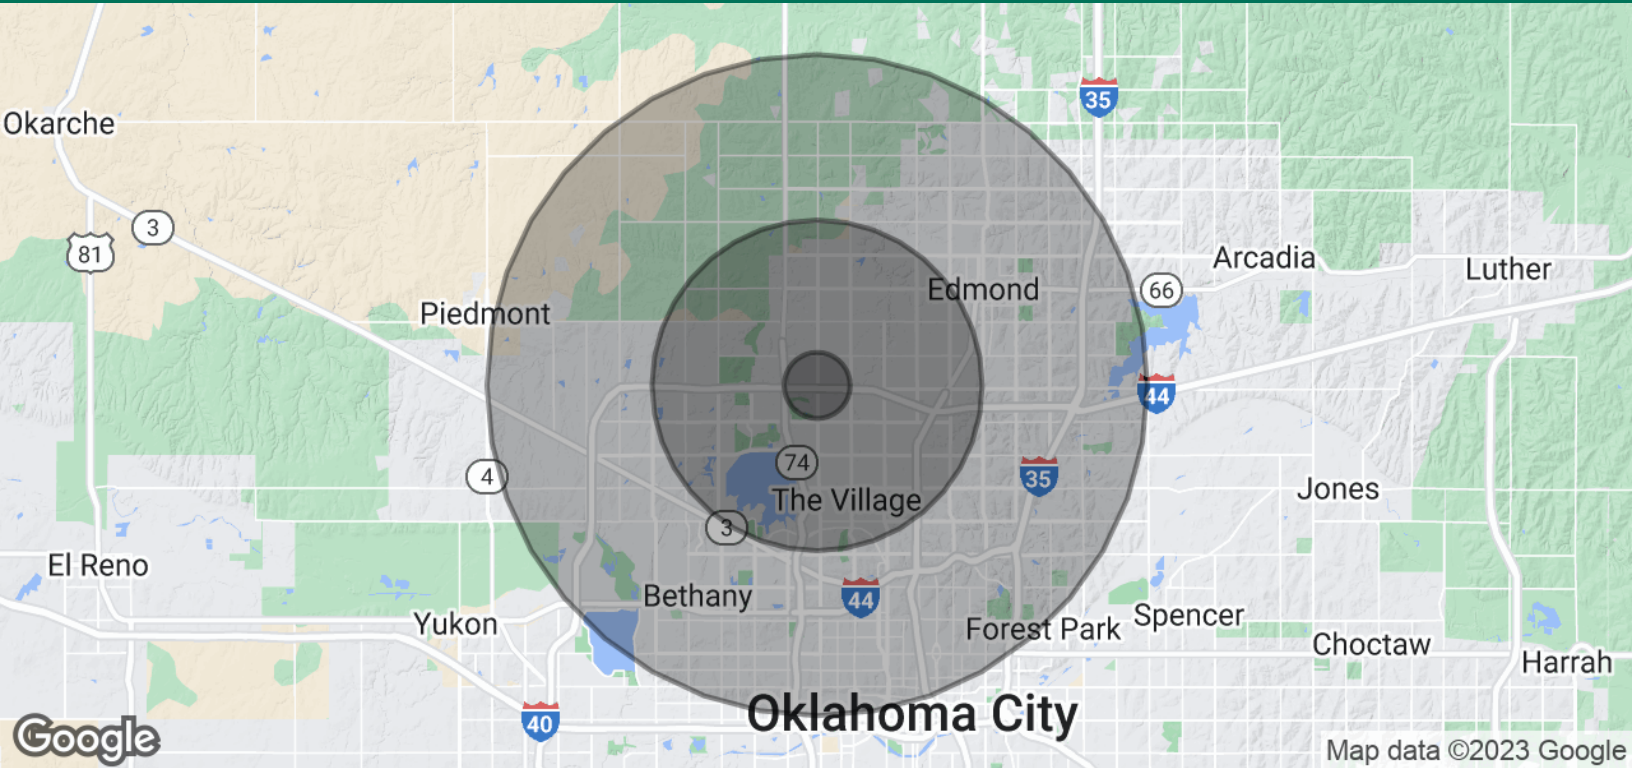 35
Okarche
3
81
Arcadia
Luther
Edmond
66
Piedmont
44
74
4
35
Jones
The Village
3
El Reno
Bethany
44
Spencer
Yukon
Forest Park
Choctaw
Harrah
Oklahoma City
40
Google
Map data ©2023 Google